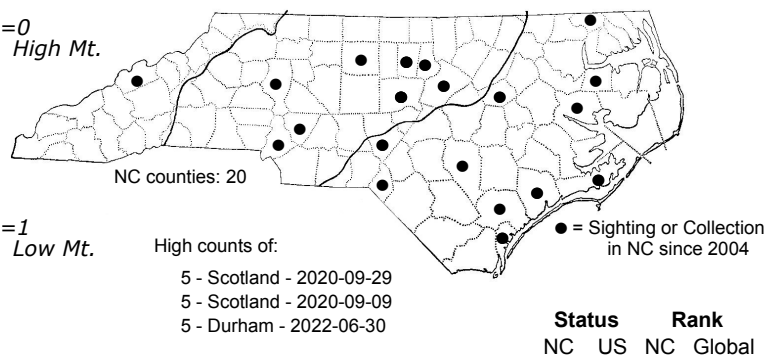 =0
High Mt.
NC counties: 20
=1
Low Mt.
High counts of:
5 - Scotland - 2020-09-29
5 - Scotland - 2020-09-09
5 - Durham - 2022-06-30
● = Sighting or Collection
in NC since 2004
Status Rank
NC US NC Global